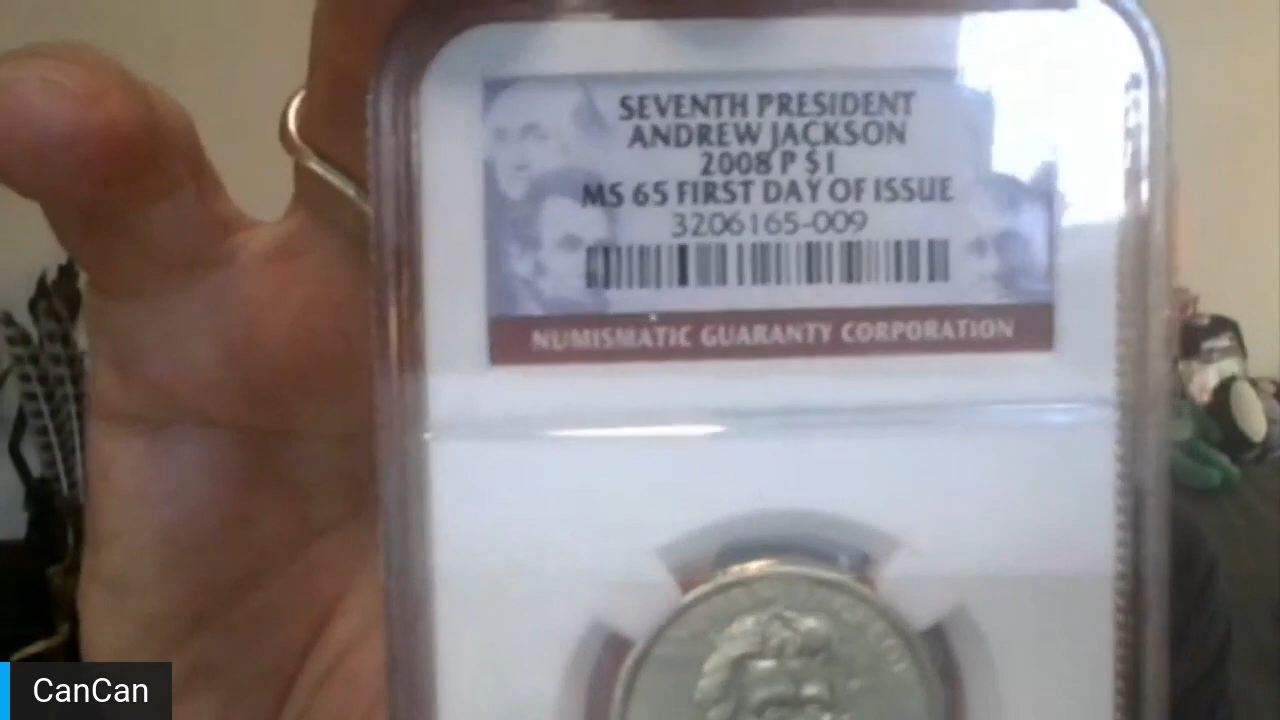 SEVENTH PRESIDENT
ANDREW JACKSON
2008 P $1
MS 65 FIRST DAY OF ISSUE
3206165-009
NUMISMATIC GUARANTY CORPORATION
CanCan